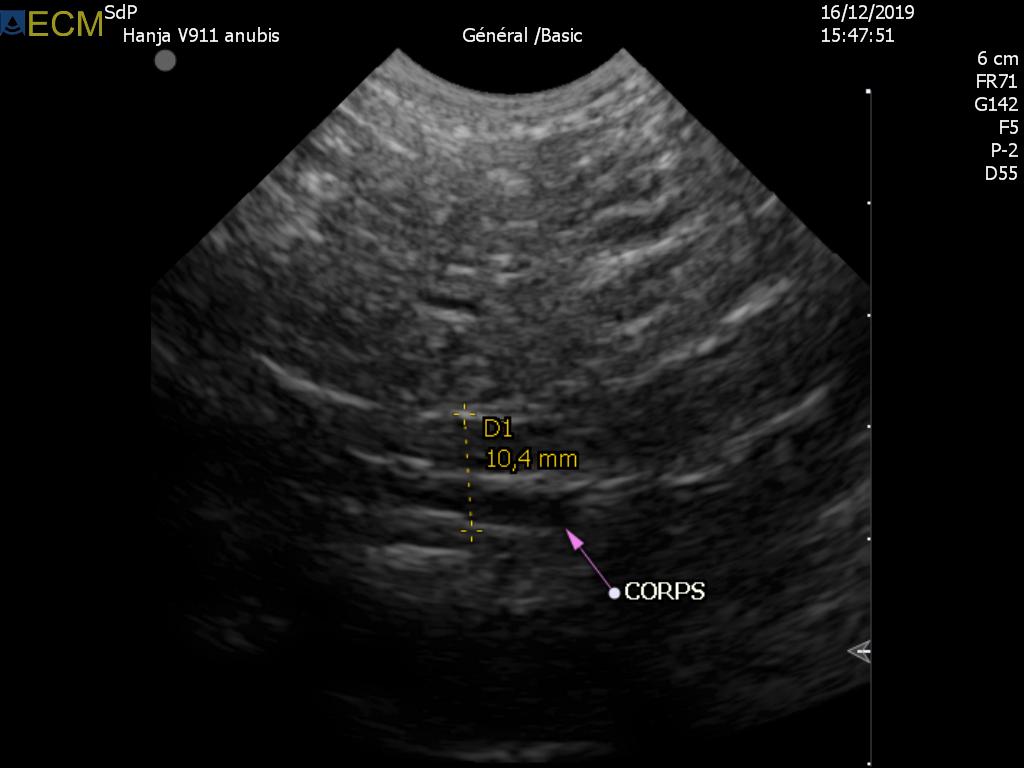 ECM
SdP
Hanja V911 anubis
Général /Basic
16/12/2019
15:47:51
6 cm
FR71
G142
F5
P-2
D55
D1
10,4 mm
CORPS